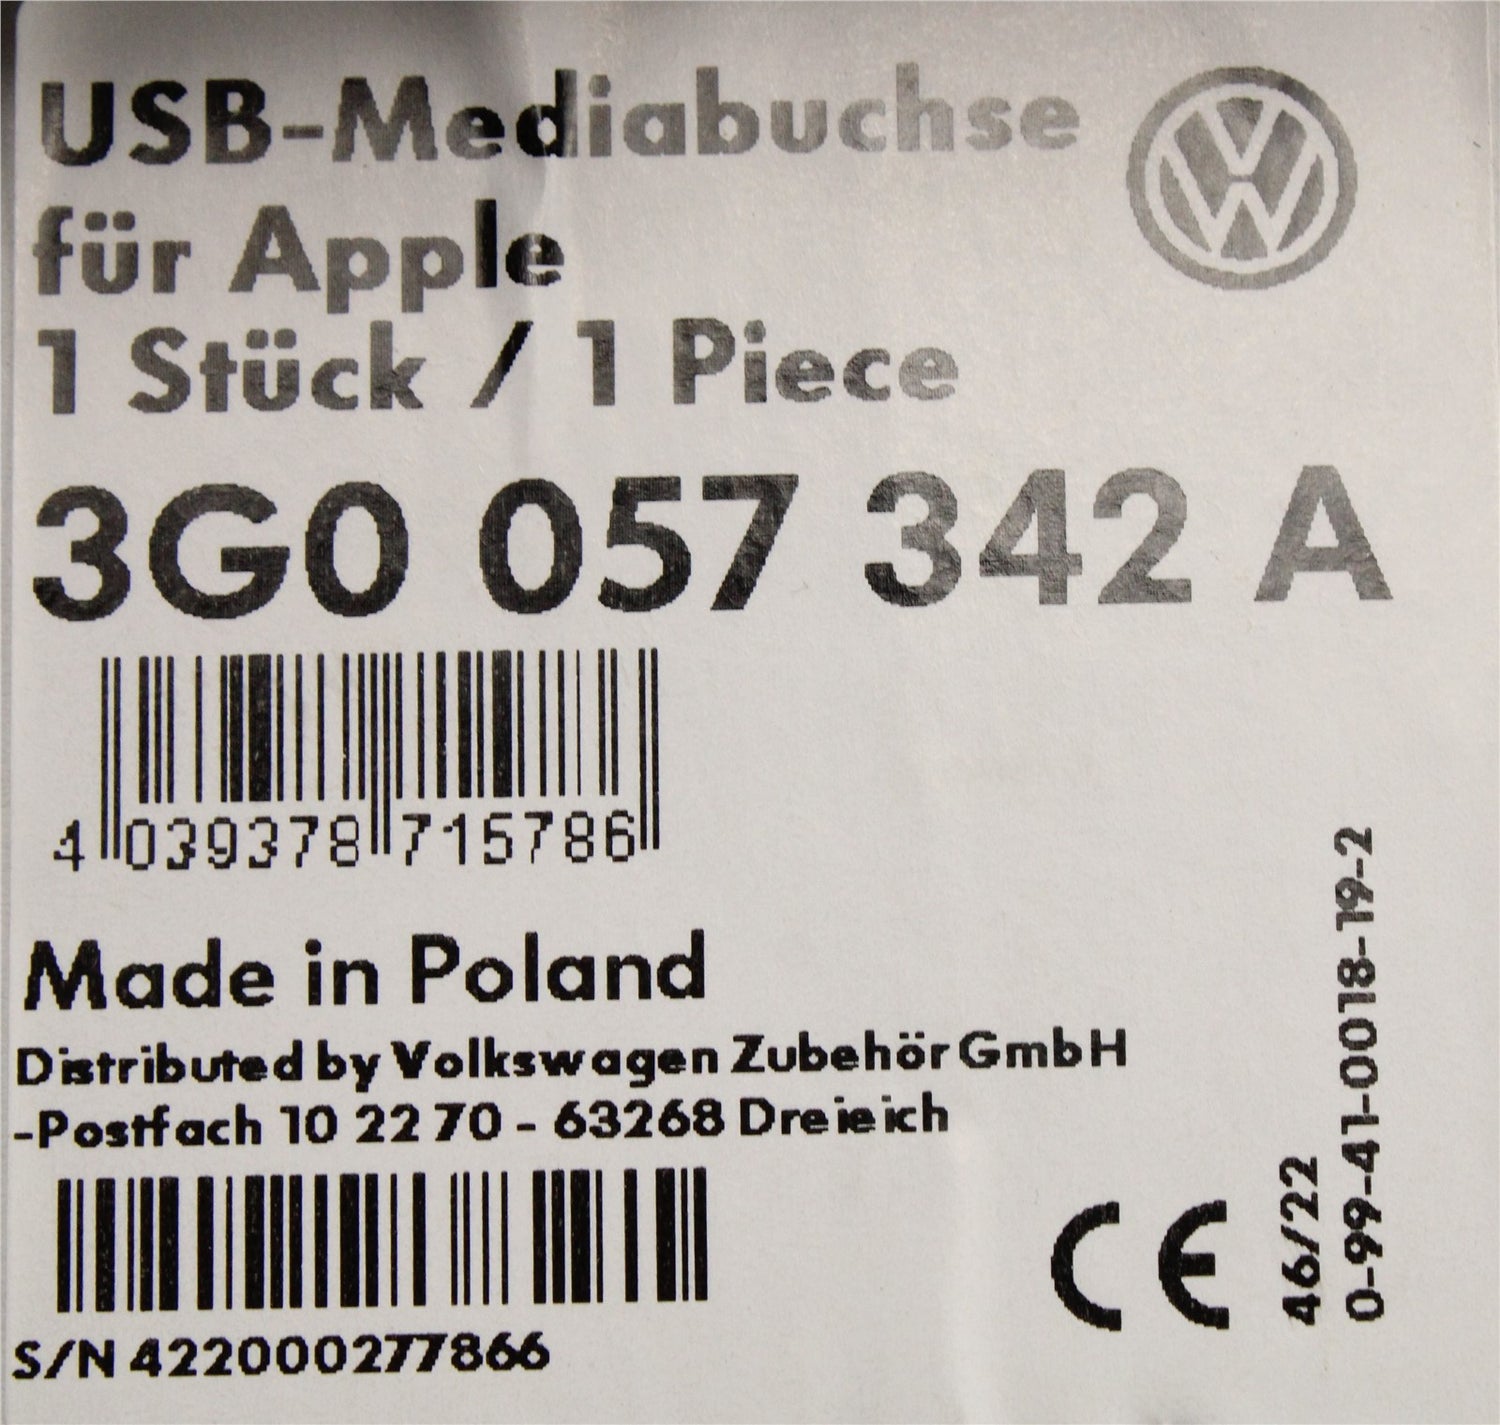 USB-Mediabuchse
für Apple
1 Stück / 1 Piece
3G0 057 342 A
4 039378 715786
Made in Poland
Distributed by Volkswagen Zubehör GmbH
-Postfach 10 22 70 - 63268 Dreieich
S/N 422000277866
CE
46/22
0-99-41-0018-19-2